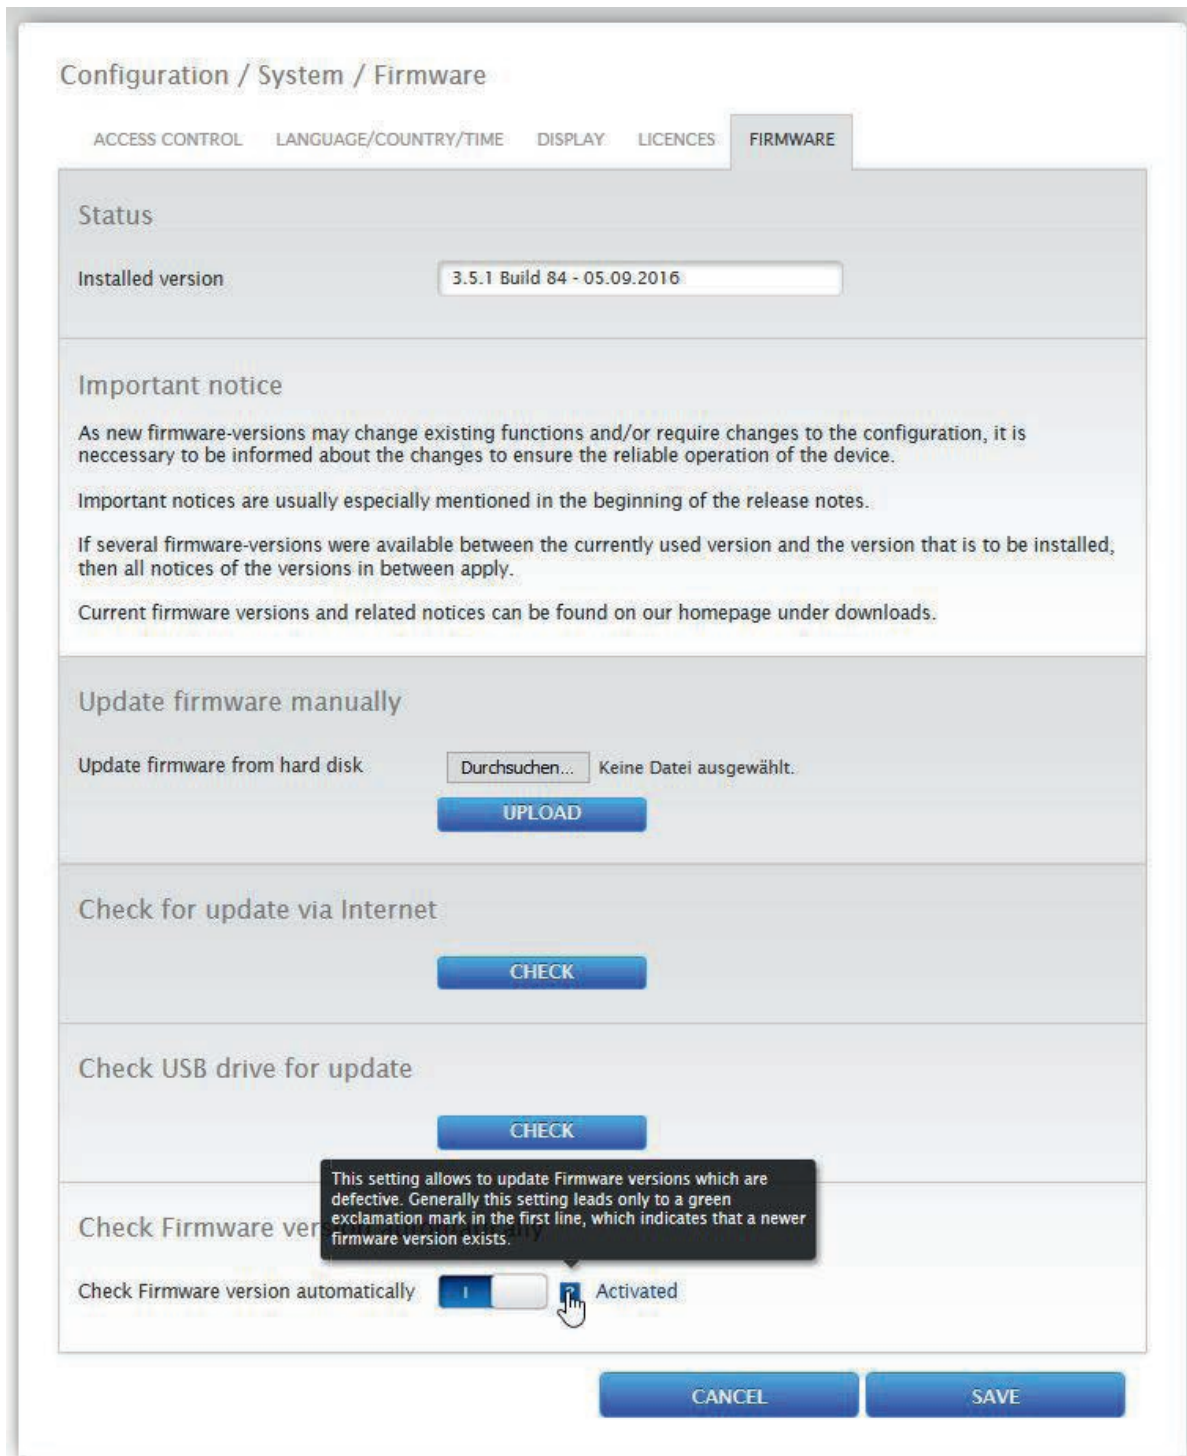 Configuration / System / Firmware
ACCESS CONTROL LANGUAGE/COUNTRY/TIME DISPLAY LICENCES FIRMWARE
Status
Installed version 3.5.1 Build 84 - 05.09.2016
Important notice
As new firmware-versions may change existing functions and/or require changes to the configuration, it is
neccessary to be informed about the changes to ensure the reliable operation of the device.
Important notices are usually especially mentioned in the beginning of the release notes.
If several firmware-versions were available between the currently used version and the version that is to be installed,
then all notices of the versions in between apply.
Current firmware versions and related notices can be found on our homepage under downloads.
Update firmware manually
Update firmware from hard disk Durchsuchen... Keine Datei ausgewählt.
UPLOAD
Check for update via Internet
CHECK
Check USB drive for update
CHECK
This setting allows to update Firmware versions which are
defective. Generally this setting leads only to a green
exclamation mark in the first line, which indicates that a newer
firmware version exists.
Check Firmware version automatically
Check Firmware version automatically I ? Activated
CANCEL SAVE